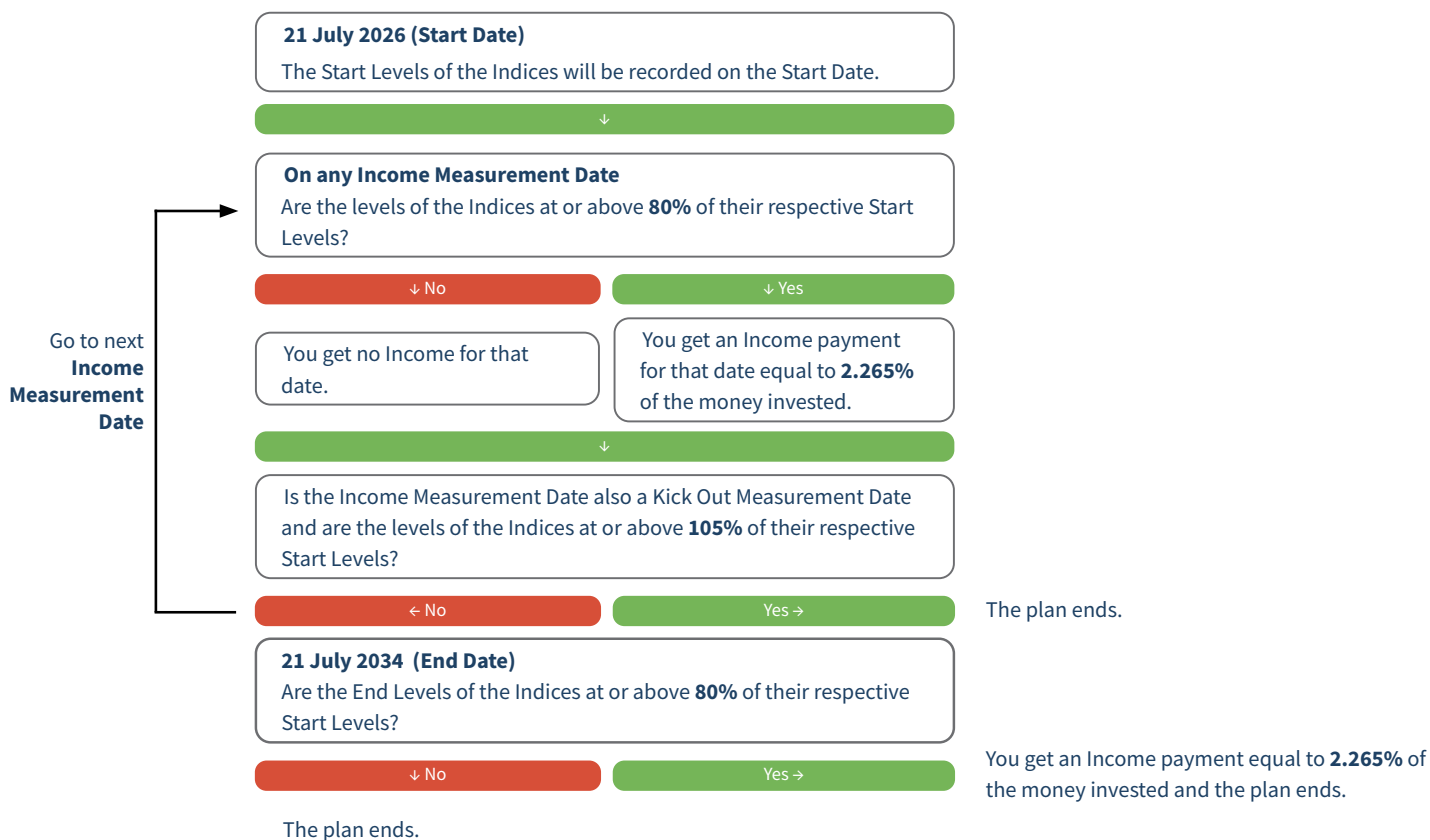 21 July 2026 (Start Date)
The Start Levels of the Indices will be recorded on the Start Date.
↓
On any Income Measurement Date
Are the levels of the Indices at or above 80% of their respective Start
Levels?
↓ No
↓ Yes
Go to next
Income
Measurement
Date
You get no Income for that
date.
You get an Income payment
for that date equal to 2.265%
of the money invested.
↓
Is the Income Measurement Date also a Kick Out Measurement Date
and are the levels of the Indices at or above 105% of their respective
Start Levels?
← No
Yes →
The plan ends.
21 July 2034 (End Date)
Are the End Levels of the Indices at or above 80% of their respective
Start Levels?
↓ No
Yes →
You get an Income payment equal to 2.265% of
the money invested and the plan ends.
The plan ends.